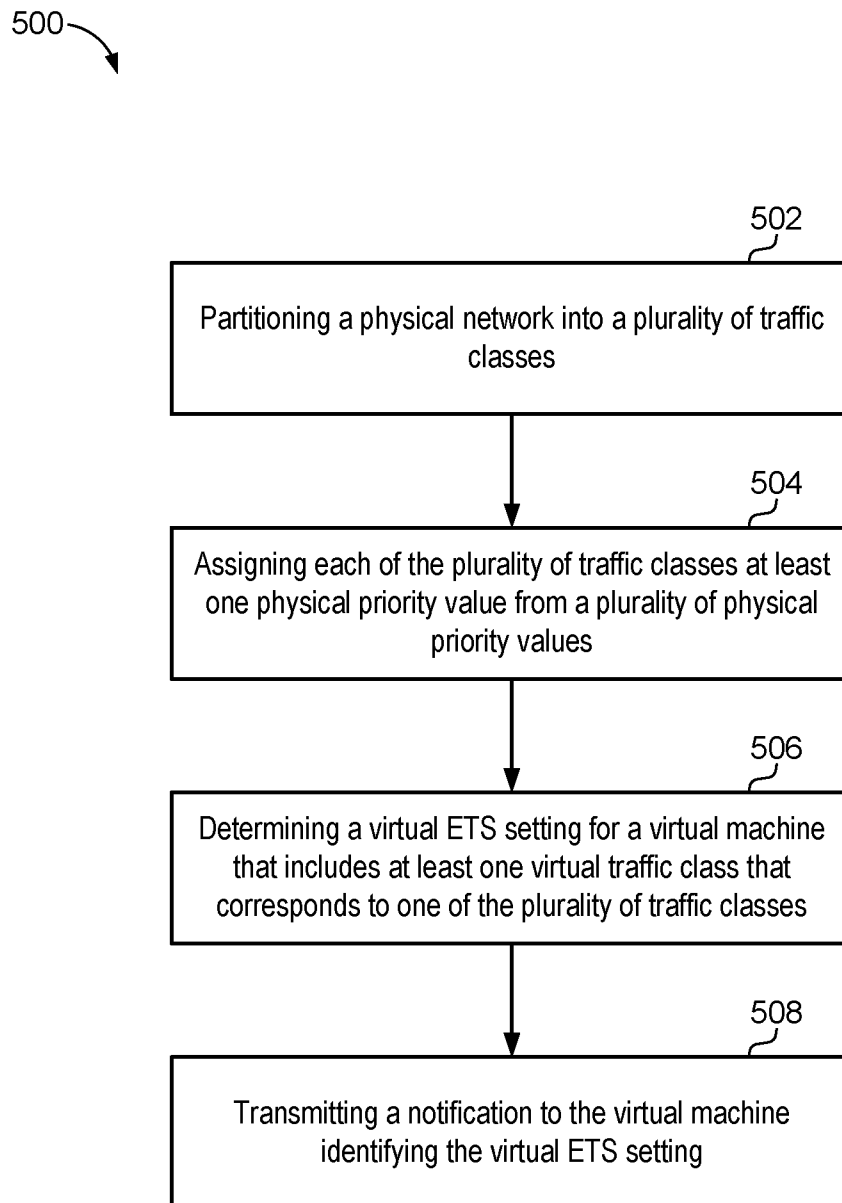 500
502
Partitioning a physical network into a plurality of traffic
classes
504
Assigning each of the plurality of traffic classes at least
one physical priority value from a plurality of physical
priority values
506
Determining a virtual ETS setting for a virtual machine
that includes at least one virtual traffic class that
corresponds to one of the plurality of traffic classes
508
Transmitting a notification to the virtual machine
identifying the virtual ETS setting